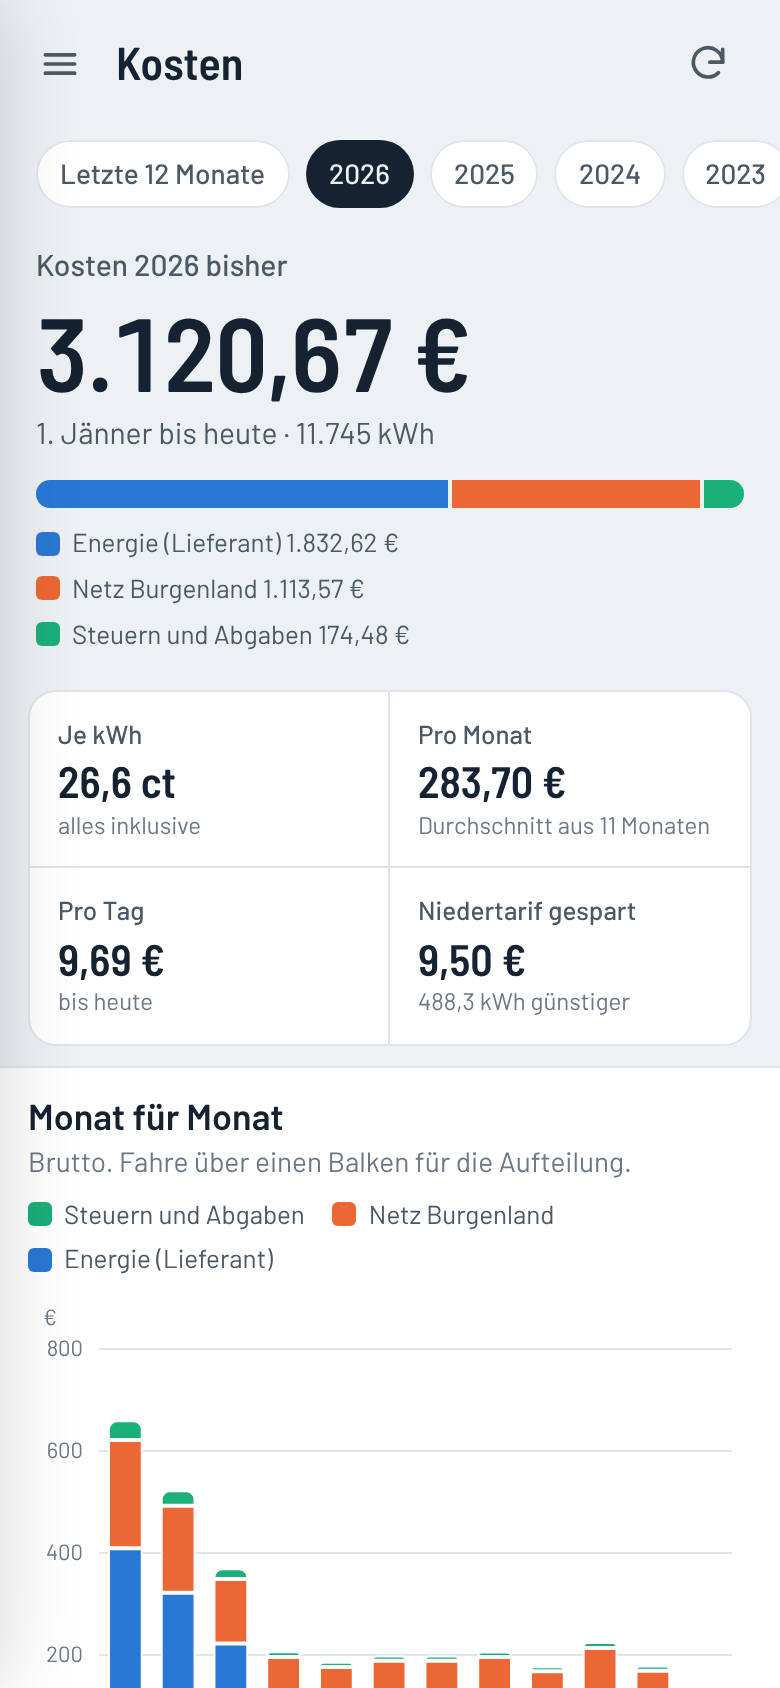 Kosten
Letzte 12 Monate 2026 2025 2024 2023
Kosten 2026 bisher
3.120,67 €
1. Jänner bis heute · 11.745 kWh
Energie (Lieferant) 1.832,62 €
Netz Burgenland 1.113,57 €
Steuern und Abgaben 174,48 €
Je kWh
26,6 ct
alles inklusive
Pro Monat
283,70 €
Durchschnitt aus 11 Monaten
Pro Tag
9,69 €
bis heute
Niedertarif gespart
9,50 €
488,3 kWh günstiger
Monat für Monat
Brutto. Fahre über einen Balken für die Aufteilung.
Steuern und Abgaben Netz Burgenland
Energie (Lieferant)
€
800
600
400
200